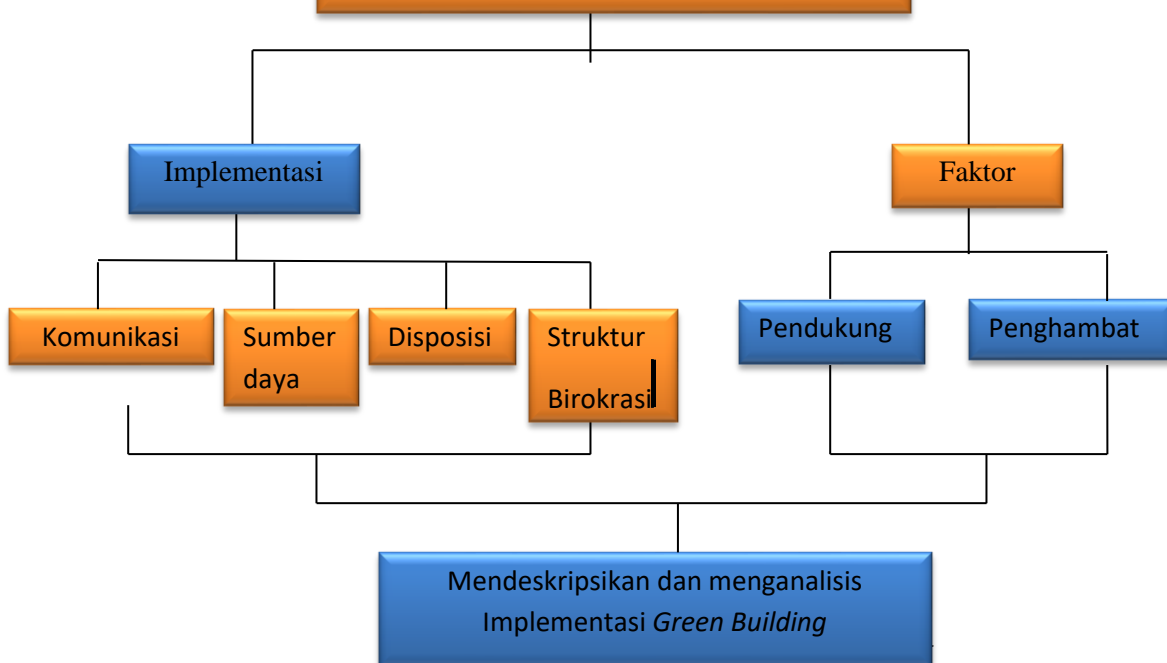 Implementasi
Faktor
Komunikasi
Sumber
daya
Disposisi
Struktur
Birokrasi
Pendukung
Penghambat
Mendeskripsikan dan menganalisis
Implementasi Green Building